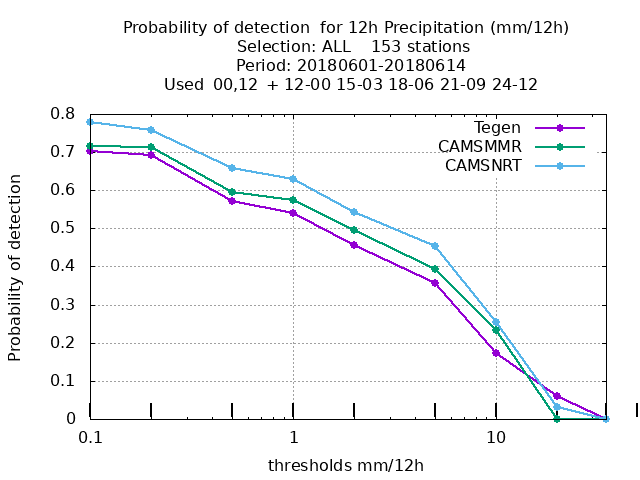 Probability of detection  for 12h Precipitation (mm/12h)
Selection: ALL    153 stations
Period: 20180601-20180614
Used  00,12  + 12-00 15-03 18-06 21-09 24-12
0.8
0.7
0.6
0.5
0.4
0.3
0.2
0.1
0
Probability of detection
Tegen
CAMSMMR
CAMSNRT
0.1
1
10
thresholds mm/12h